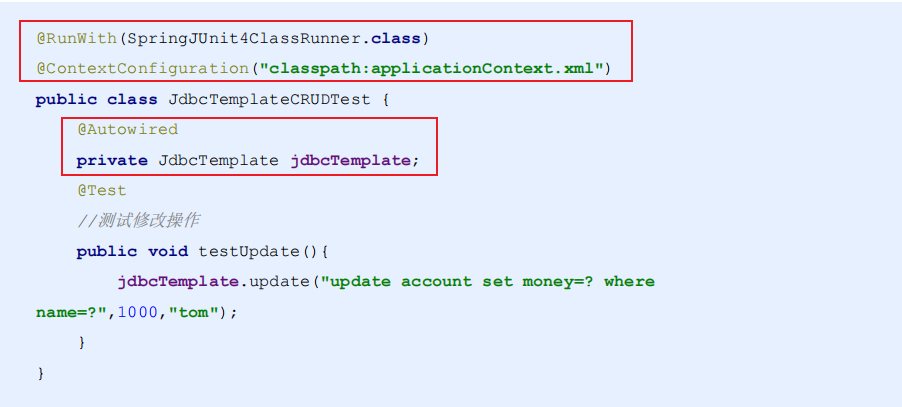 @RunWith(SpringJUnit4ClassRunner.class)
@ContextConfiguration("classpath:applicationContext.xml")
public class JdbcTemplateCRUDTest {
    @Autowired
    private JdbcTemplate jdbcTemplate;
    @Test
    //测试修改操作
    public void testUpdate(){
        jdbcTemplate.update("update account set money=? where
name=?",1000,"tom");
    }
}